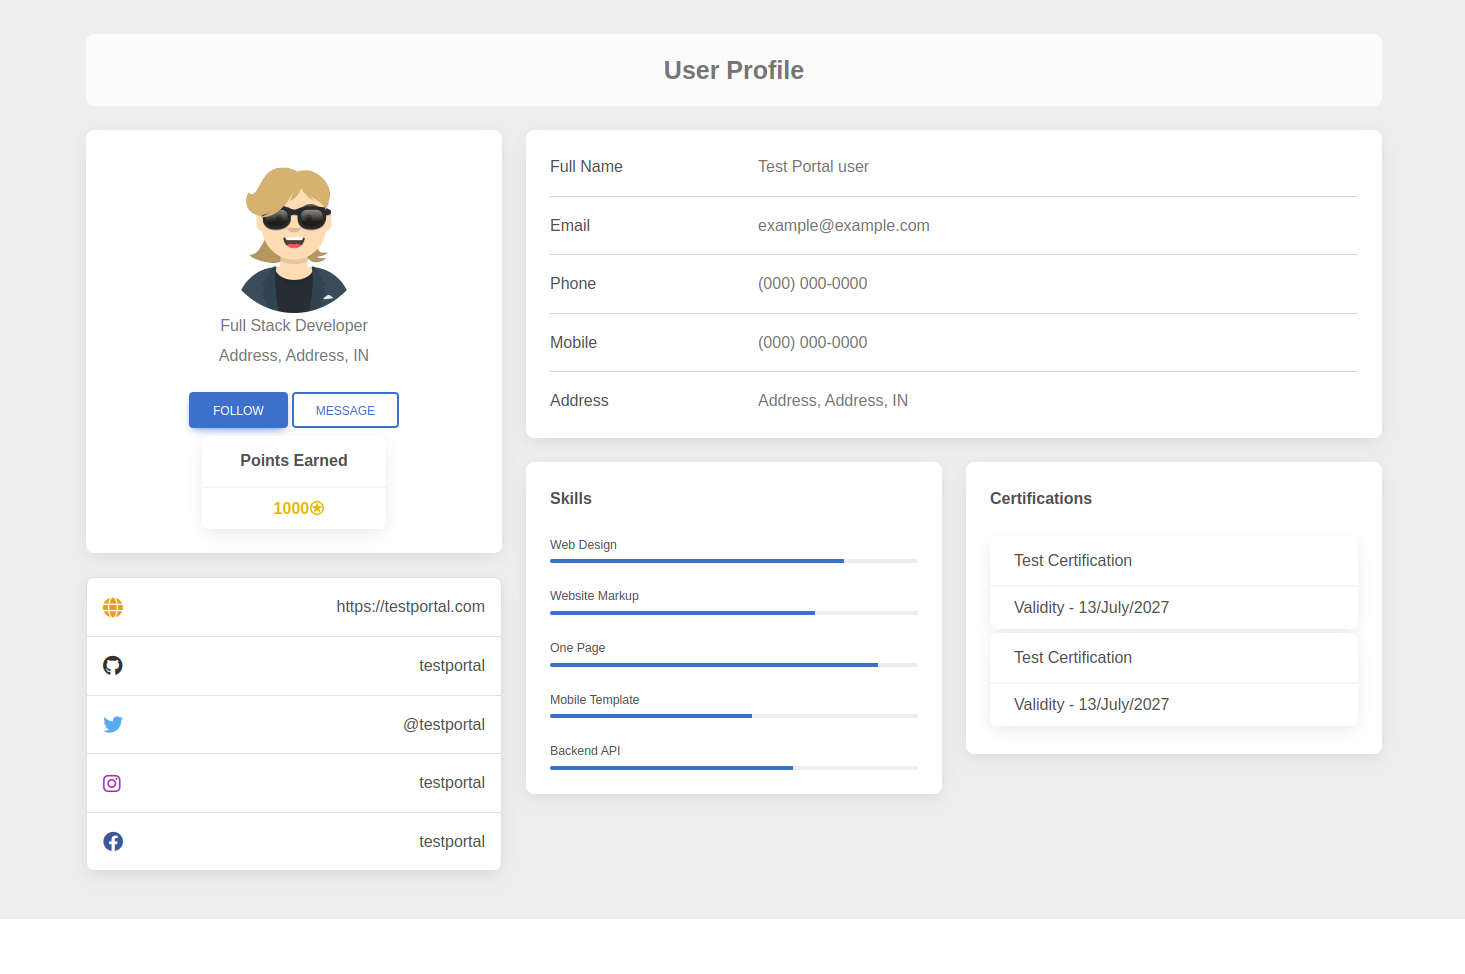 User Profile
Full Stack Developer
Address, Address, IN
FOLLOW
MESSAGE
Points Earned
1000
https://testportal.com
testportal
@testportal
testportal
testportal
Full Name
Test Portal user
Email
example@example.com
Phone
(000) 000-0000
Mobile
(000) 000-0000
Address
Address, Address, IN
Skills
Web Design
Website Markup
One Page
Mobile Template
Backend API
Certifications
Test Certification
Validity - 13/July/2027
Test Certification
Validity - 13/July/2027